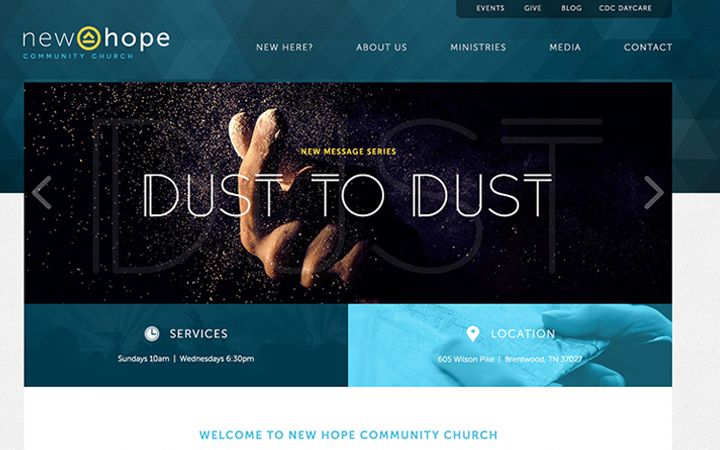 EVENTS GIVE BLOG CDC DAYCARE
new hope
COMMUNITY CHURCH
NEW HERE? ABOUT US MINISTRIES MEDIA CONTACT
DUST
NEW MESSAGE SERIES
DUST TO DUST
SERVICES
Sundays 10am | Wednesdays 6:30pm
LOCATION
605 Wilson Pike | Brentwood, TN 37027
WELCOME TO NEW HOPE COMMUNITY CHURCH